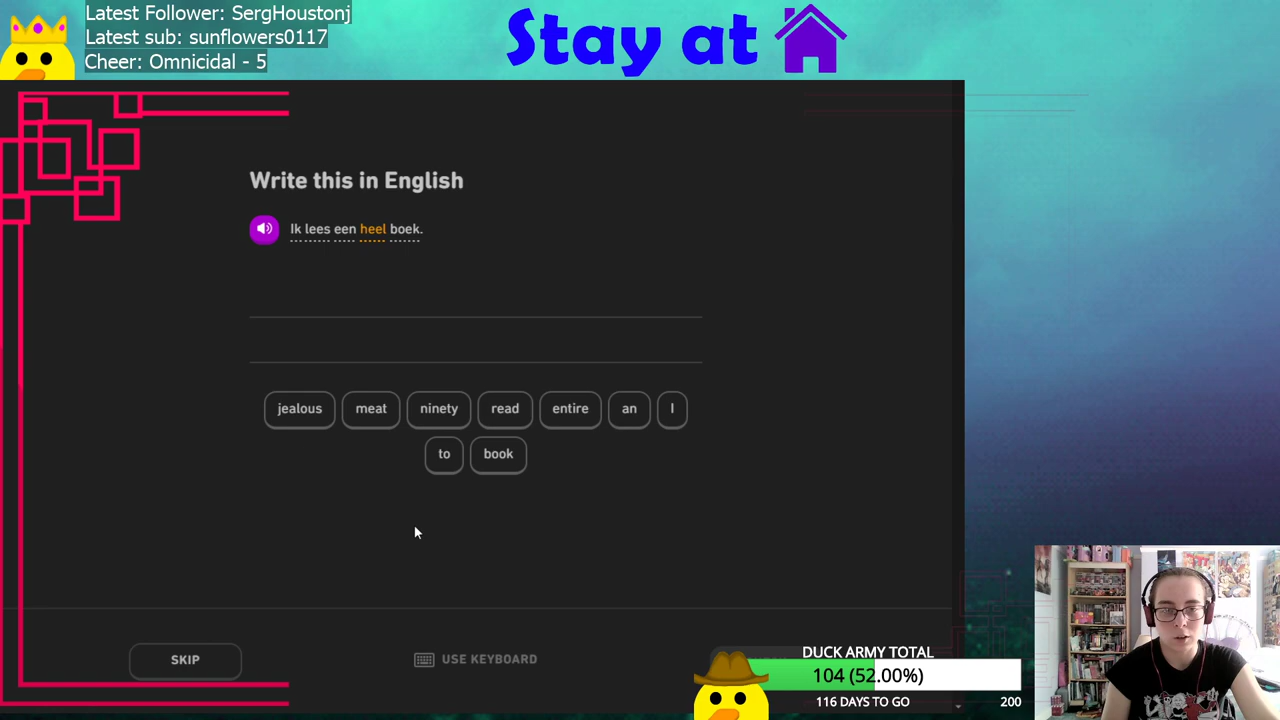 Latest Follower: SergHoustonj
Latest sub: sunflowers0117
Cheer: Omnicidal - 5
Stay at
Write this in English
Ik lees een heel boek.
jealous meat ninety read entire an I
to book
SKIP
USE KEYBOARD
DUCK ARMY TOTAL
104 (52.00%)
116 DAYS TO GO 200